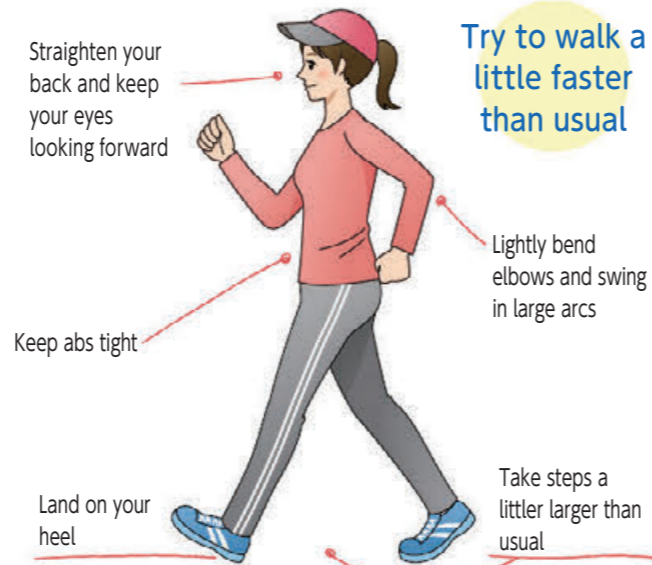 Straighten your
back and keep
your eyes
looking forward
Try to walk a
little faster
than usual
Lightly bend
elbows and swing
in large arcs
Keep abs tight
Land on your
heel
Take steps a
littler larger than
usual